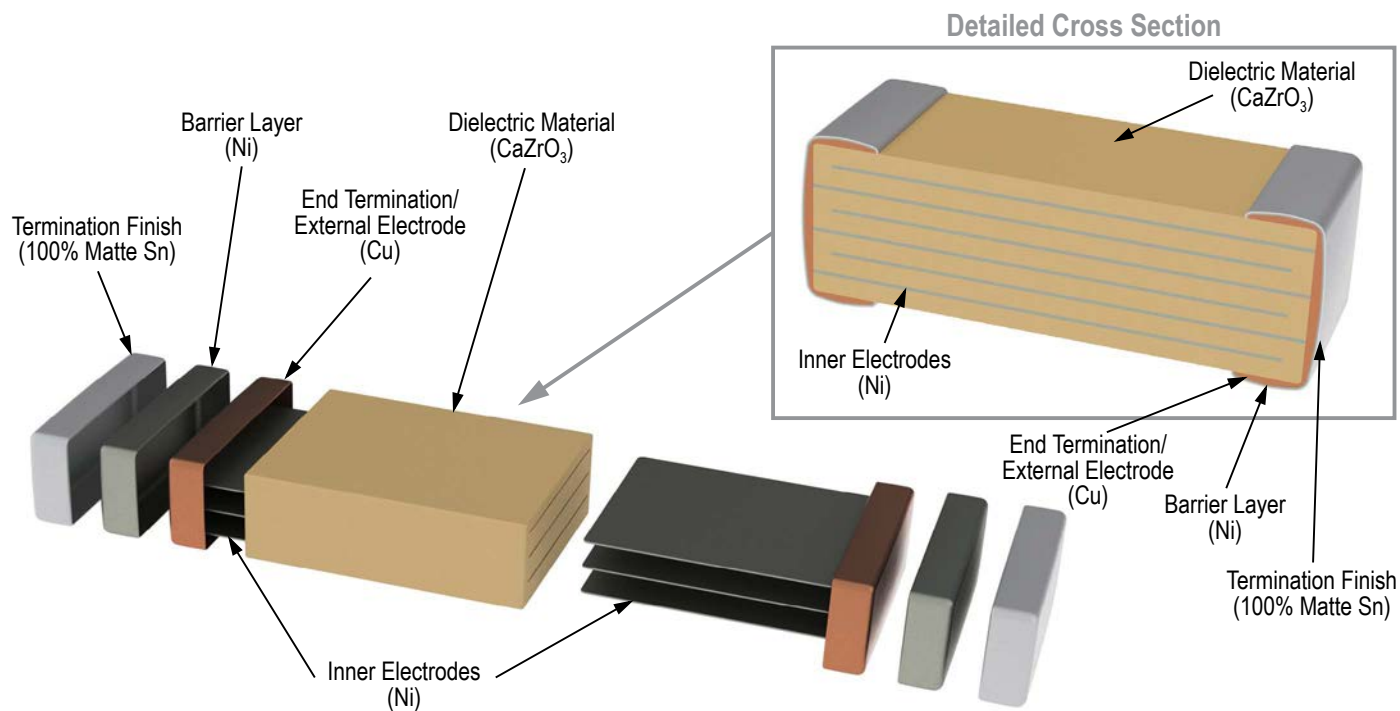 Detailed Cross Section
Dielectric Material
(CaZrO₃)
Inner Electrodes
(Ni)
End Termination/
External Electrode
(Cu)
Barrier Layer
(Ni)
Termination Finish
(100% Matte Sn)
Termination Finish
(100% Matte Sn)
Barrier Layer
(Ni)
End Termination/
External Electrode
(Cu)
Dielectric Material
(CaZrO₃)
Inner Electrodes
(Ni)